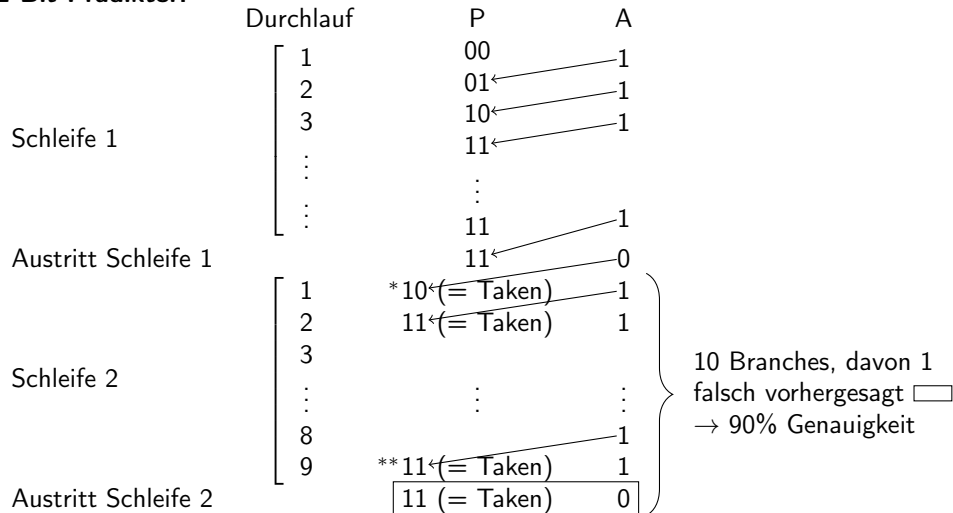 Durchlauf P A
1 00 1
2 01 1
3 10 1
Schleife 1
11
⋮ ⋮
⋮ 11 1
Austritt Schleife 1 11 0
1 *10 (= Taken) 1
2 11 (= Taken) 1
3
Schleife 2
10 Branches, davon 1
falsch vorhergesagt
→ 90% Genauigkeit
⋮ ⋮ ⋮
8 1
9 **11 (= Taken) 1
Austritt Schleife 2 11 (= Taken) 0